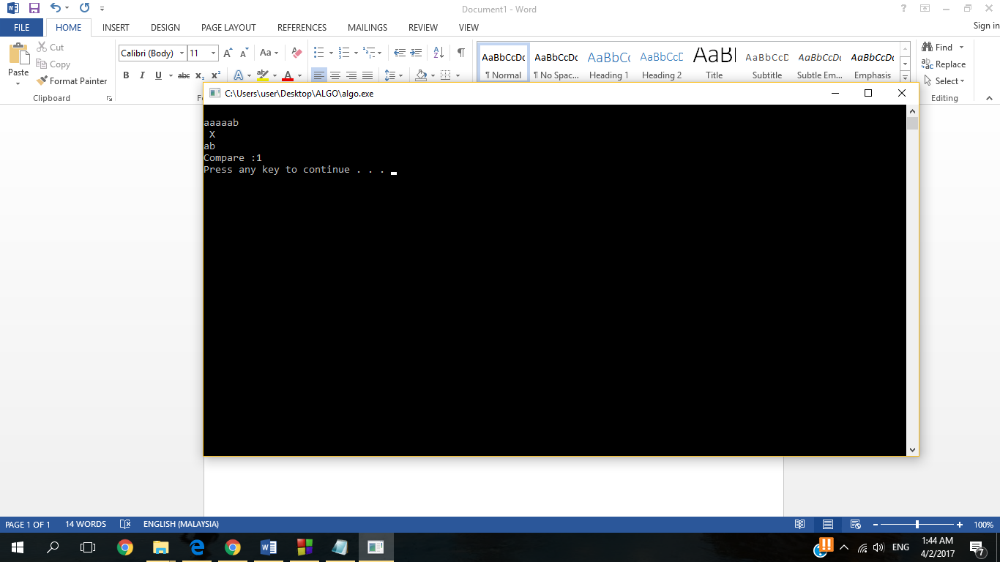 Document1 - Word
?
FILE HOME INSERT DESIGN PAGE LAYOUT REFERENCES MAILINGS REVIEW VIEW
Sign in
Paste
Cut
Copy
Format Painter
Clipboard
Calibri (Body) 11
B I U abc x₂ x²
Aa
AaBbCcDc AaBbCcDc AaBbCc AaBbCcD AaBl AaBbCcD AaBbCcDc AaBbCcDc
¶ Normal ¶ No Spac... Heading 1 Heading 2 Title Subtitle Subtle Em... Emphasis
Find
Replace
Select
Editing
C:\Users\user\Desktop\ALGO\algo.exe
aaaaab
X
ab
Compare :1
Press any key to continue . . .
PAGE 1 OF 1 14 WORDS ENGLISH (MALAYSIA)
100%
ENG
1:44 AM
4/2/2017
7